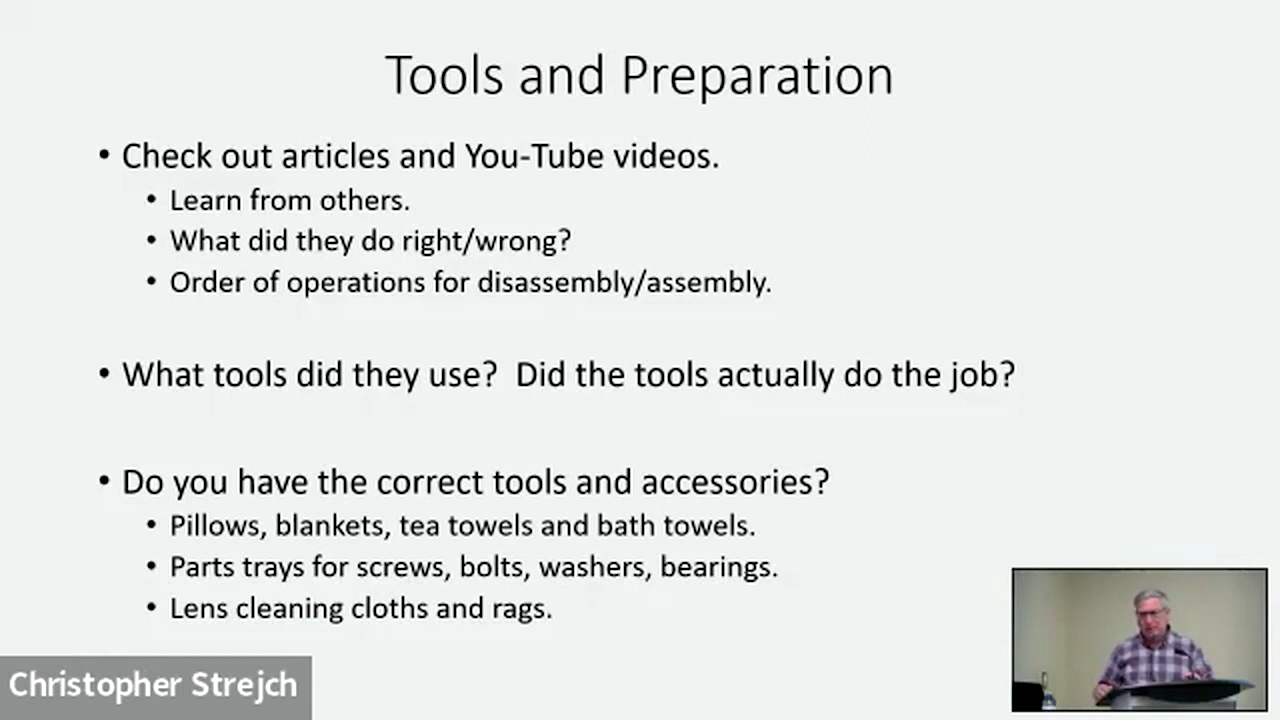 Tools and Preparation
• Check out articles and You-Tube videos.
• Learn from others.
• What did they do right/wrong?
• Order of operations for disassembly/assembly.
• What tools did they use?  Did the tools actually do the job?
• Do you have the correct tools and accessories?
• Pillows, blankets, tea towels and bath towels.
• Parts trays for screws, bolts, washers, bearings.
• Lens cleaning cloths and rags.
Christopher Strejch